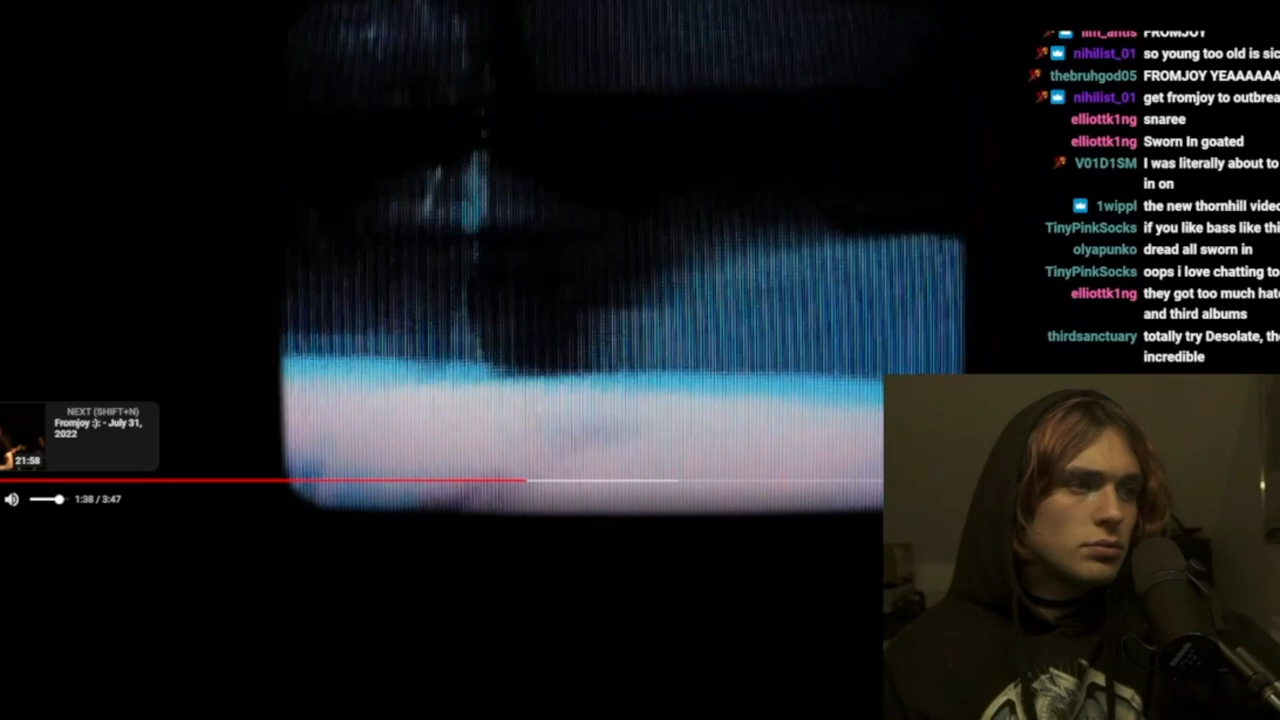 FROMJOY
nihilist_01 so young too old is sic
thebruhgod05 FROMJOY YEAAAAAA
nihilist_01 get fromjoy to outbrea
elliottk1ng snaree
elliottk1ng Sworn In goated
V01D1SM I was literally about to
in on
1wippl the new thornhill video
TinyPinkSocks if you like bass like thi
olyapunko dread all sworn in
TinyPinkSocks oops i love chatting to
elliottk1ng they got too much hat
and third albums
thirdsanctuary totally try Desolate, th
incredible
NEXT (SHIFT+N)
Fromjoy :): - July 31,
2022
21:58
1:38 / 3:47